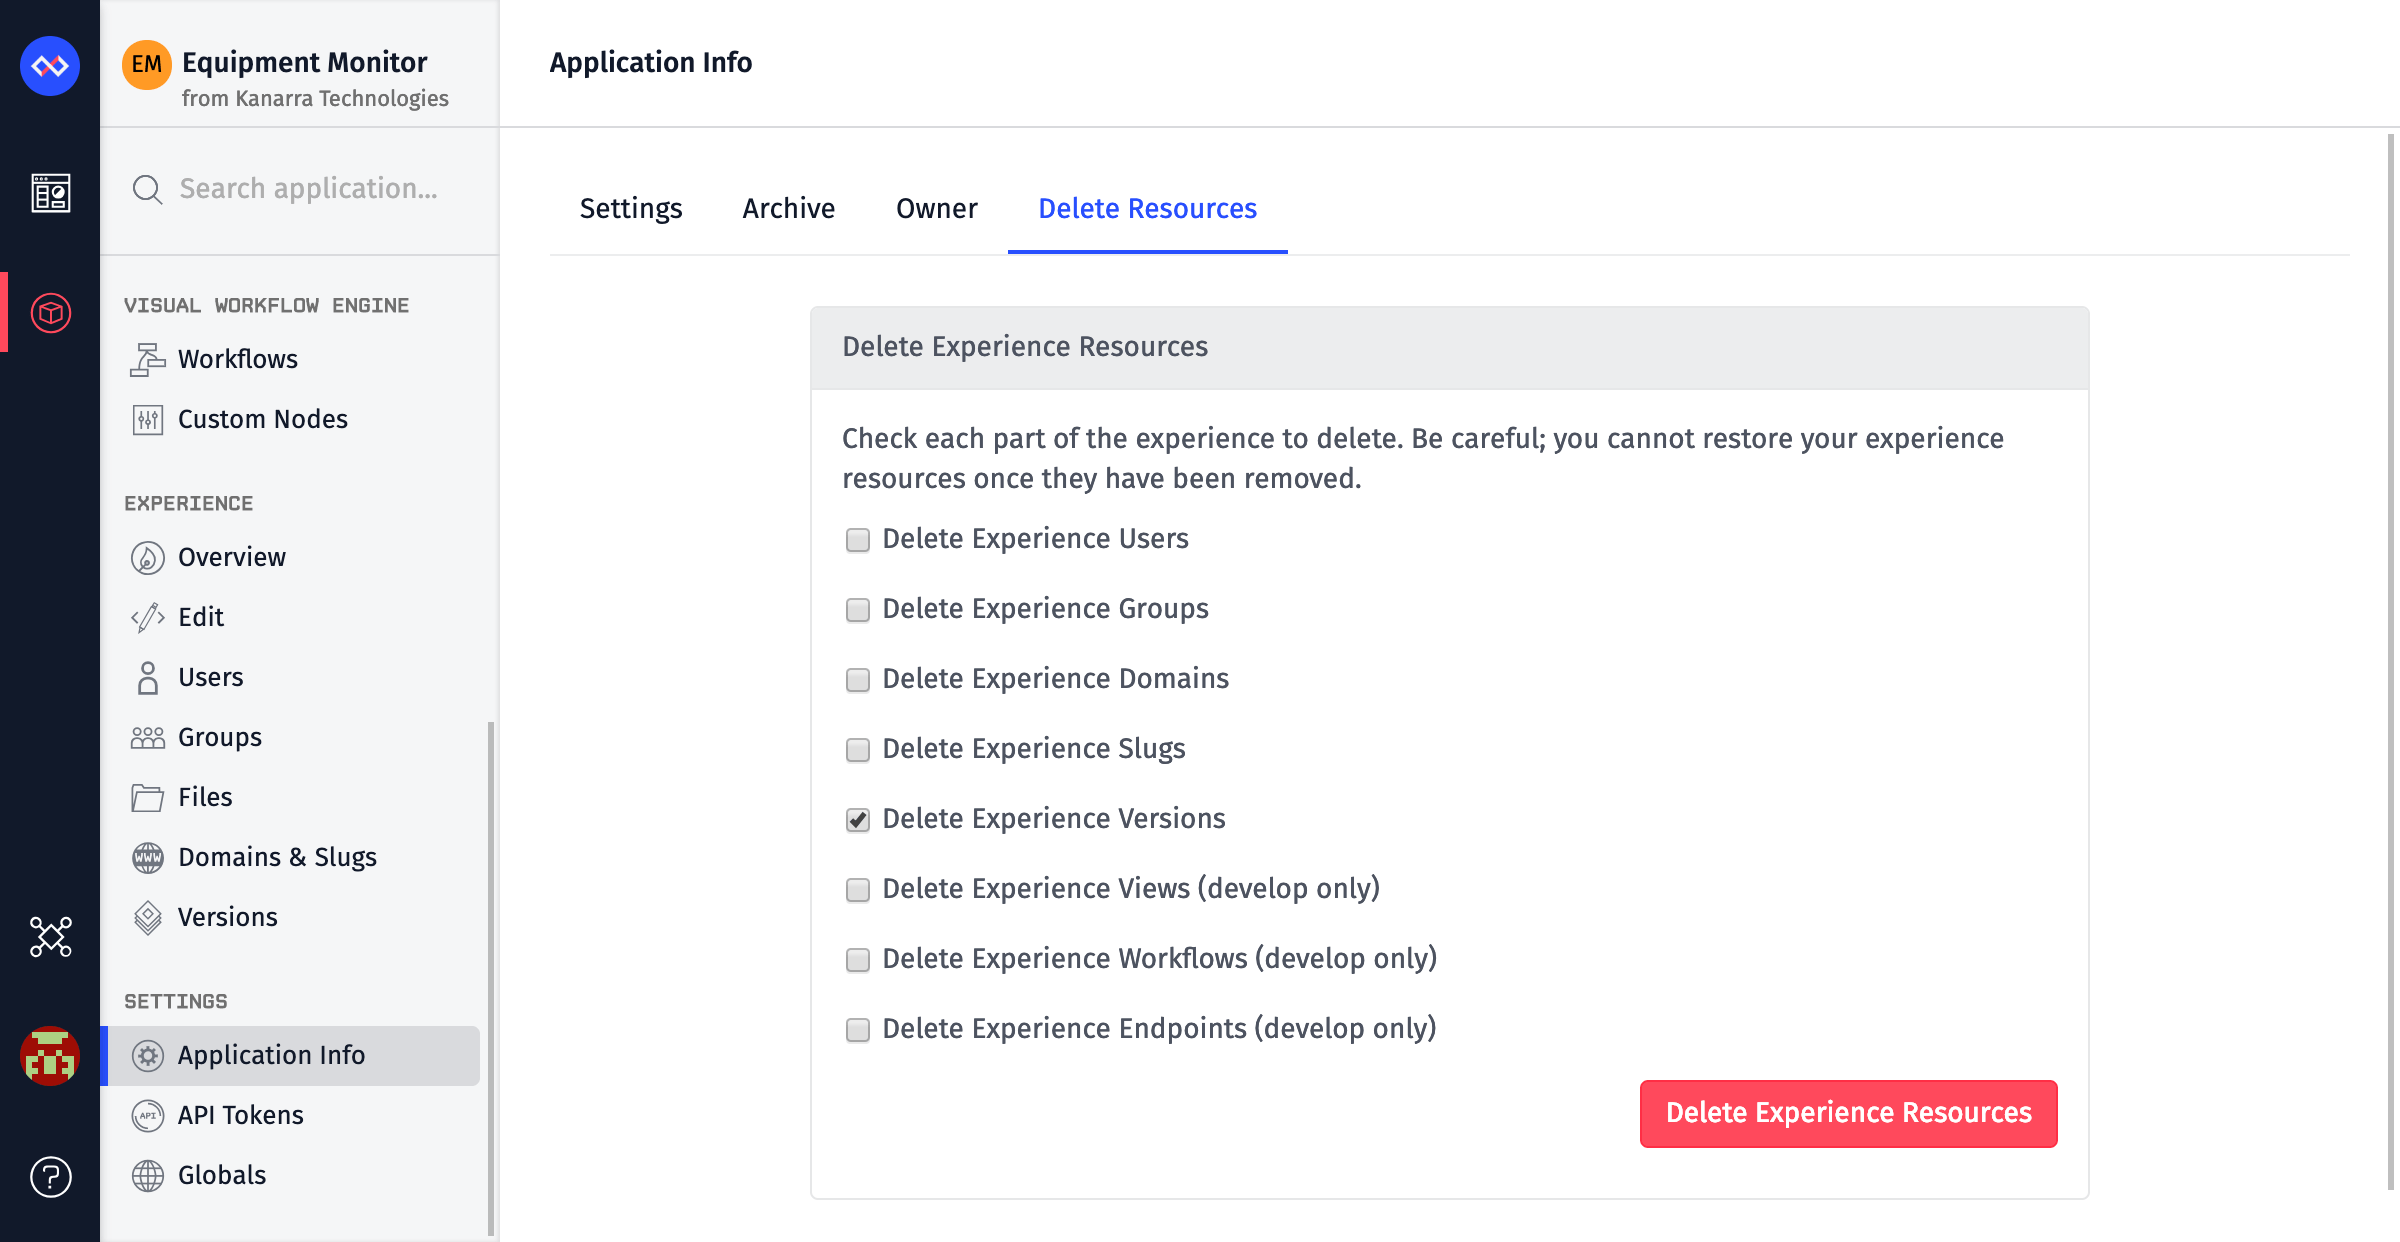 EM
Equipment Monitor
from Kanarra Technologies
Search application...
VISUAL WORKFLOW ENGINE
Workflows
Custom Nodes
EXPERIENCE
Overview
Edit
Users
Groups
Files
WWW
Domains & Slugs
Versions
SETTINGS
Application Info
API
API Tokens
Globals
?
Application Info
Settings
Archive
Owner
Delete Resources
Delete Experience Resources
Check each part of the experience to delete. Be careful; you cannot restore your experience
resources once they have been removed.
Delete Experience Users
Delete Experience Groups
Delete Experience Domains
Delete Experience Slugs
Delete Experience Versions
Delete Experience Views (develop only)
Delete Experience Workflows (develop only)
Delete Experience Endpoints (develop only)
Delete Experience Resources